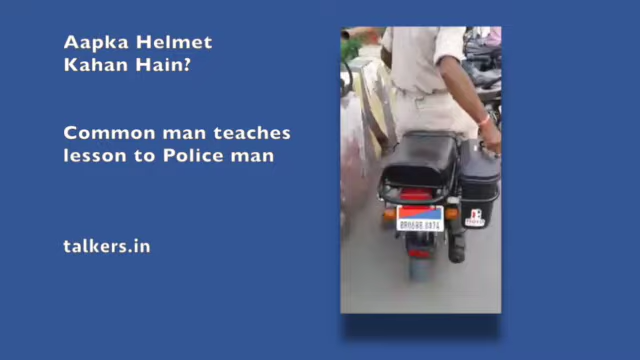 Aapka Helmet
Kahan Hain?
Common man teaches
lesson to Police man
talkers.in